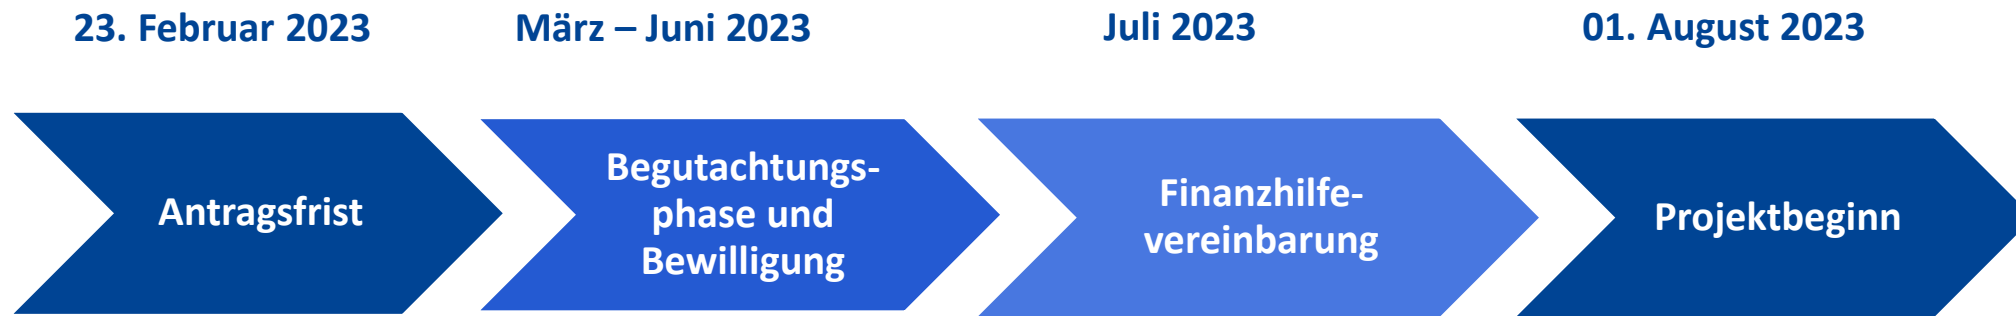 23. Februar 2023
März – Juni 2023
Juli 2023
01. August 2023
Antragsfrist
Begutachtungs-
phase und
Bewilligung
Finanzhilfe-
vereinbarung
Projektbeginn